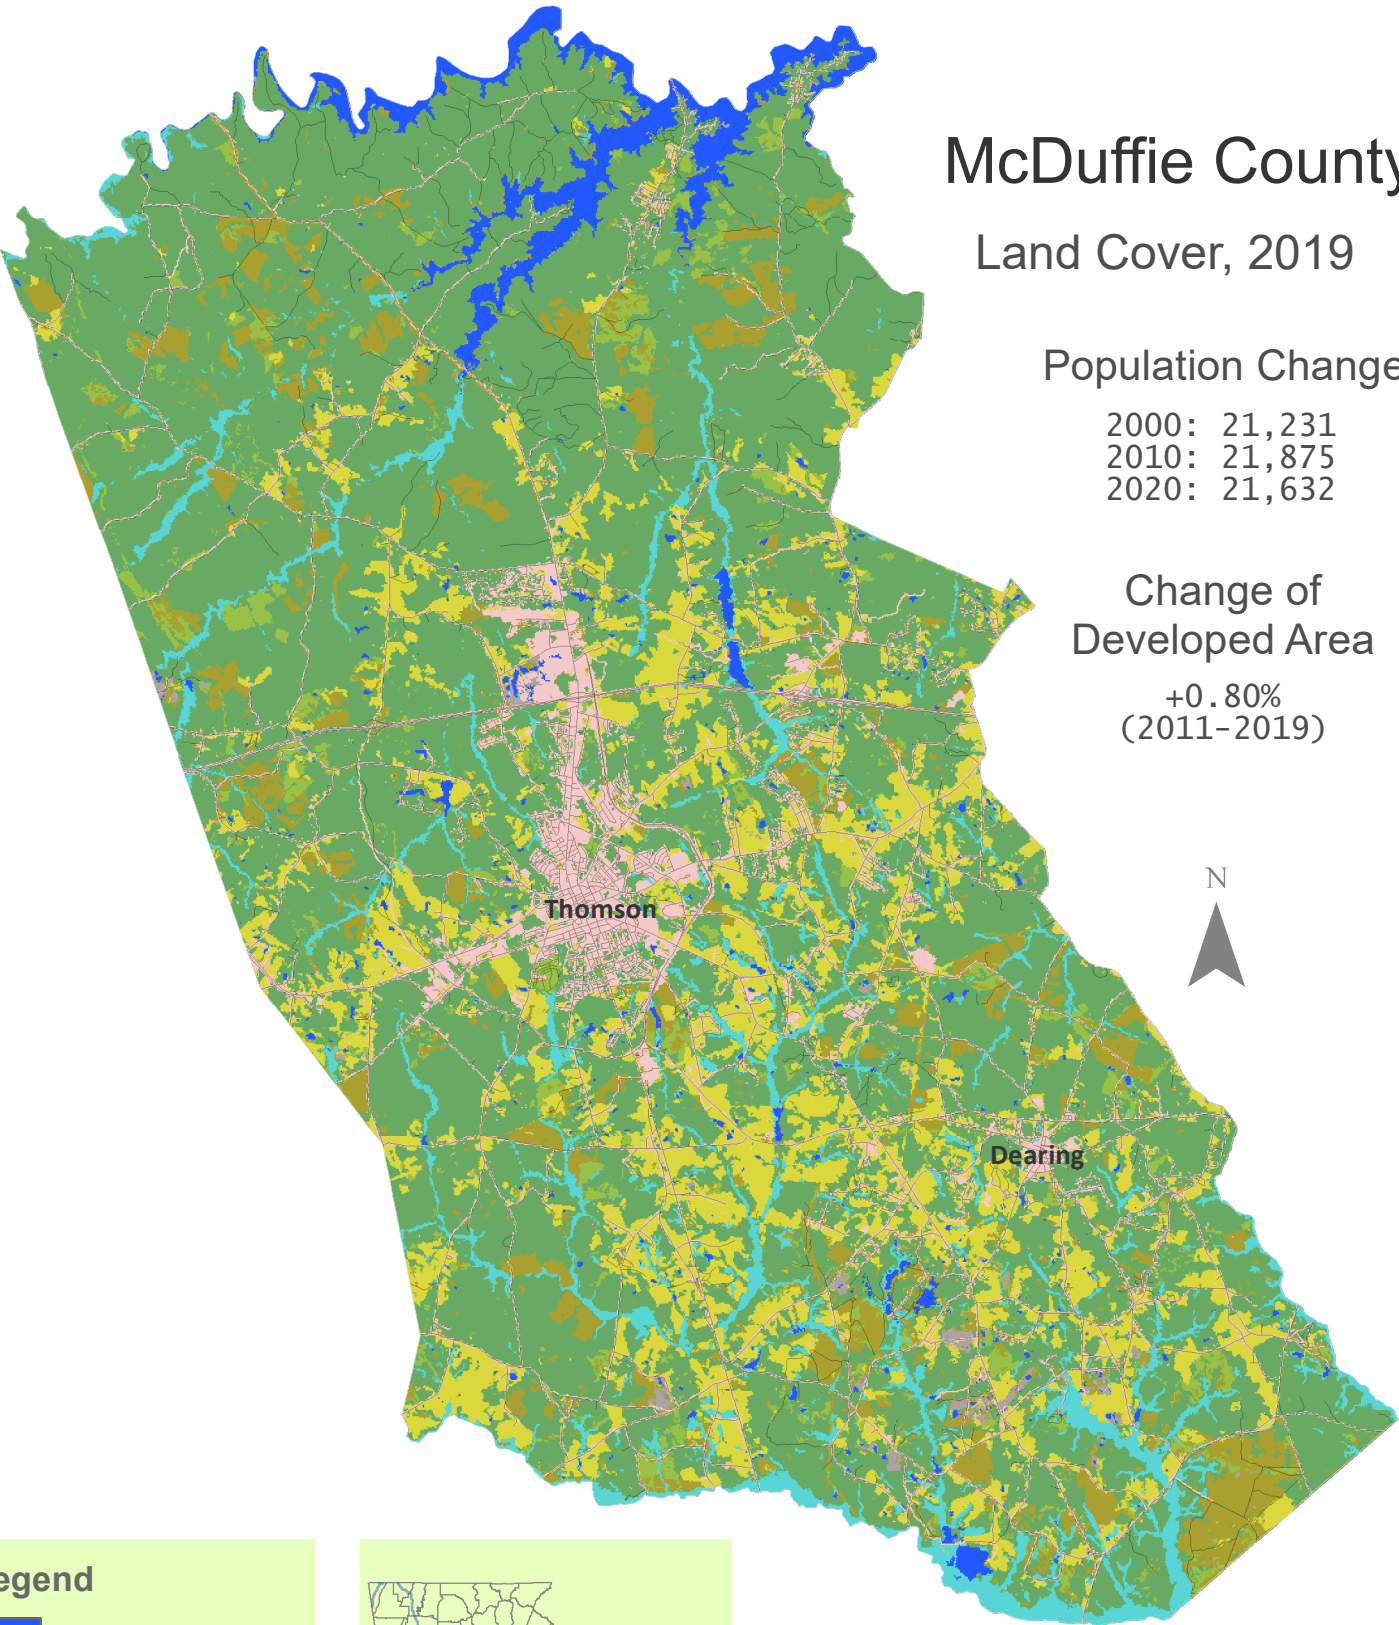 McDuffie County
Land Cover, 2019
Population Change
2000: 21,231
2010: 21,875
2020: 21,632
Change of
Developed Area
+0.80%
(2011-2019)
N
Thomson
Dearing
egend